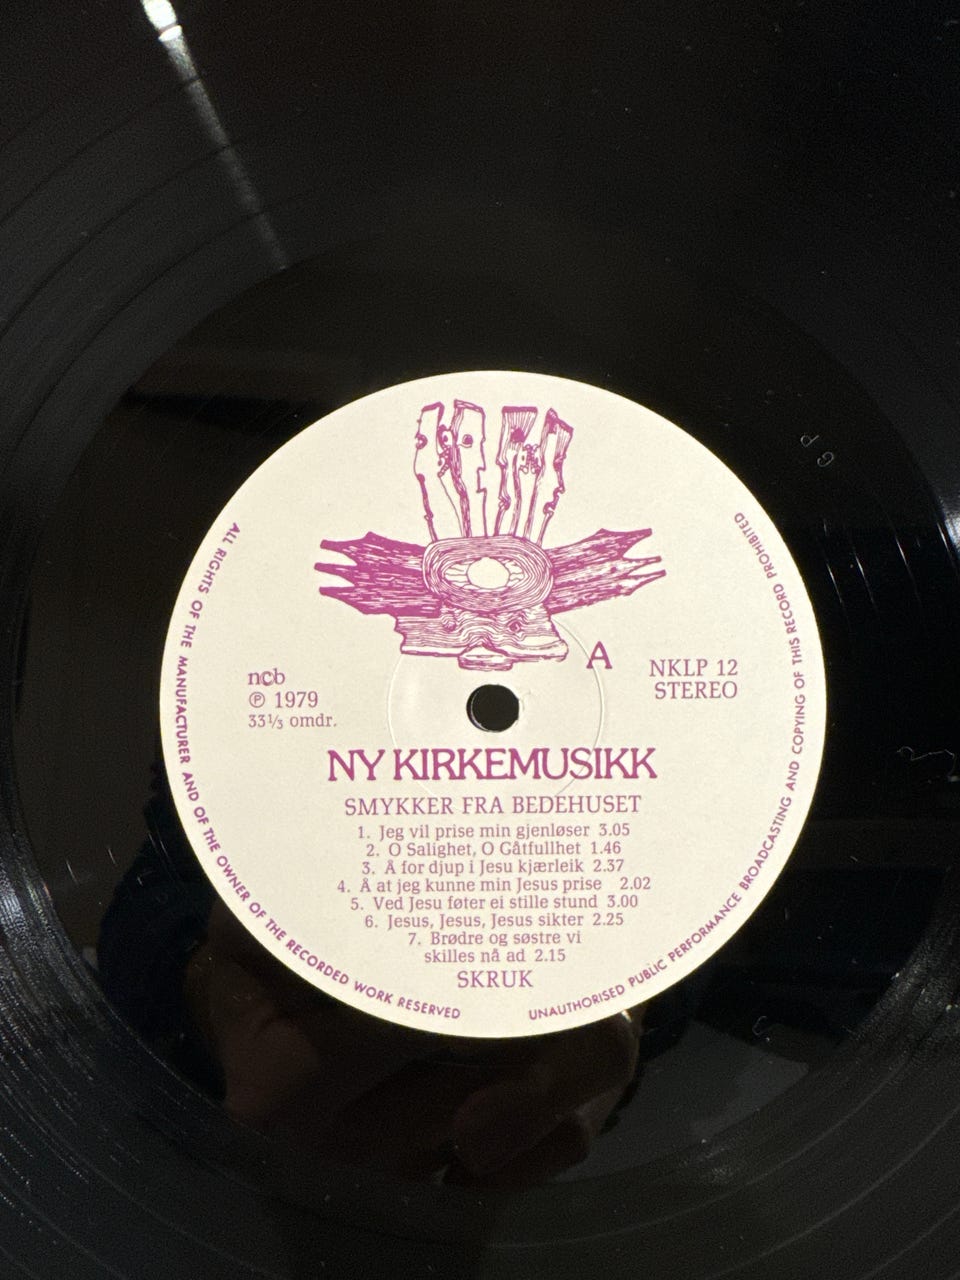 A
ncb
℗ 1979
33⅓ omdr.
NKLP 12
STEREO
NY KIRKEMUSIKK
SMYKKER FRA BEDEHUSET
1. Jeg vil prise min gjenløser 3.05
2. O Salighet, O Gåtfullhet 1.46
3. Å for djup i Jesu kjærleik 2.37
4. Å at jeg kunne min Jesus prise 2.02
5. Ved Jesu føter ei stille stund 3.00
6. Jesus, Jesus, Jesus sikter 2.25
7. Brødre og søstre vi
skilles nå ad 2.15
SKRUK
ALL RIGHTS OF THE MANUFACTURER AND OF THE OWNER OF THE RECORDED WORK RESERVED
UNAUTHORISED PUBLIC PERFORMANCE BROADCASTING AND COPYING OF THIS RECORD PROHIBITED
GP